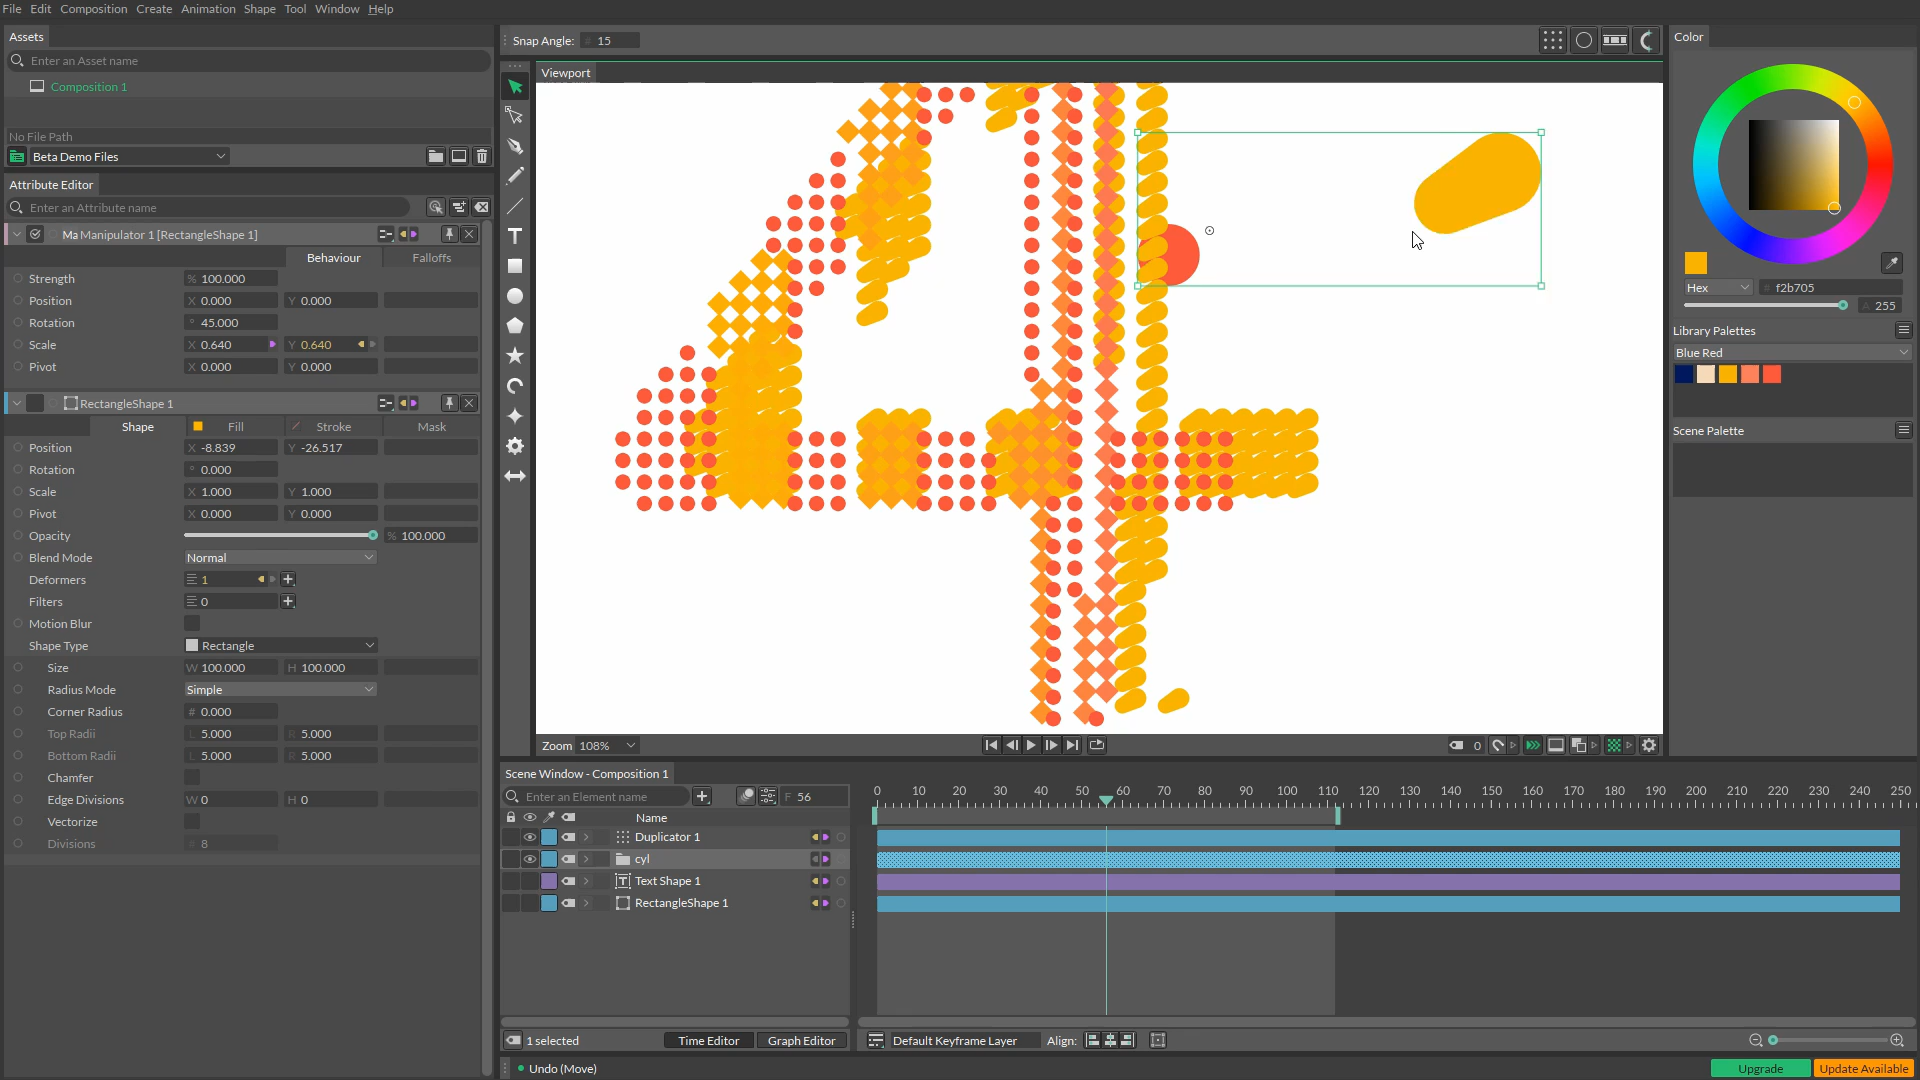 File Edit Composition Create Animation Shape Tool Window Help
Assets
Enter an Asset name
Composition 1
No File Path
Beta Demo Files
Attribute Editor
Enter an Attribute name
Ma Manipulator 1 [RectangleShape 1]
Behaviour Falloffs
Strength % 100.000
Position X 0.000 Y 0.000
Rotation ° 45.000
Scale X 0.640 Y 0.640
Pivot X 0.000 Y 0.000
RectangleShape 1
Shape Fill Stroke Mask
Position X -8.839 Y -26.517
Rotation ° 0.000
Scale X 1.000 Y 1.000
Pivot X 0.000 Y 0.000
Opacity % 100.000
Blend Mode Normal
Deformers 1
Filters 0
Motion Blur
Shape Type Rectangle
Size W 100.000 H 100.000
Radius Mode Simple
Corner Radius # 0.000
Top Radii L 5.000 R 5.000
Bottom Radii L 5.000 R 5.000
Chamfer
Edge Divisions W 0 H 0
Vectorize
Divisions # 8
Snap Angle: 15
Viewport
T
Zoom 108%
0
Scene Window - Composition 1
Enter an Element name F 56
Name
Duplicator 1
cyl
T Text Shape 1
RectangleShape 1
0 10 20 30 40 50 60 70 80 90 100 110 120 130 140 150 160 170 180 190 200 210 220 230 240 250
1 selected Time Editor Graph Editor
Default Keyframe Layer Align:
Undo (Move)
Upgrade Update Available
Color
Hex # f2b705
A 255
Library Palettes
Blue Red
Scene Palette